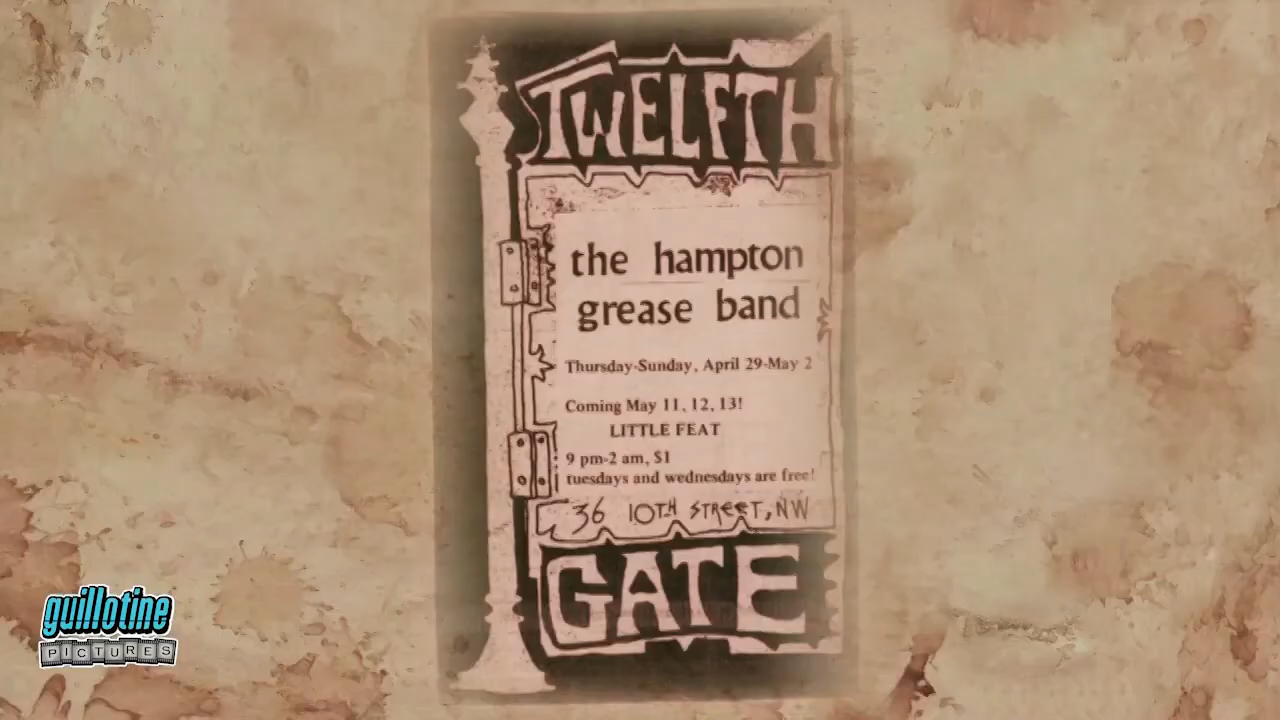 TWELFTH
the hampton
grease band
Thursday-Sunday, April 29-May 2
Coming May 11, 12, 13!
LITTLE FEAT
9 pm-2 am, $1
tuesdays and wednesdays are free!
36 10TH STREET, NW
GATE
guillotine
PICTURES